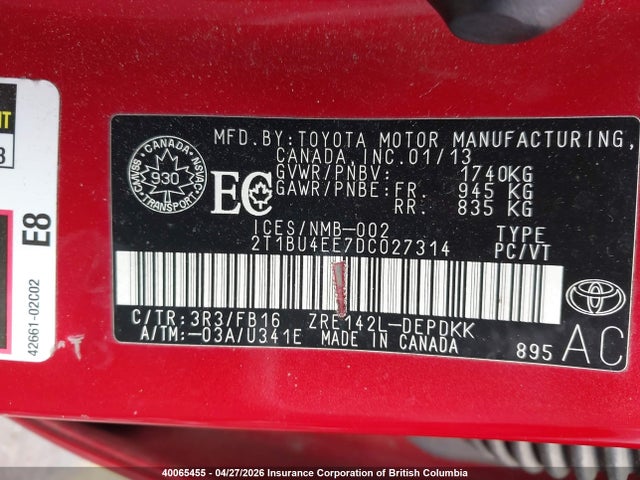 MFD. BY: TOYOTA MOTOR MANUFACTURING,
CANADA, INC. 01/13
GVWR/PNBV 1740KG
GAWR/PNBE: FR. 945 KG
RR. 835 KG
CANADA
930
TRANSPORT
EC
ICES/NMB-002
TYPE
2T1BU4EE7DC027314
PC/VT
C/TR: 3R3/FB16 ZRE142L-DEPDKK
A/TM: -03A/U341E MADE IN CANADA
895 AC
E8
42661-02C02
40065455 - 04/27/2026 Insurance Corporation of British Columbia